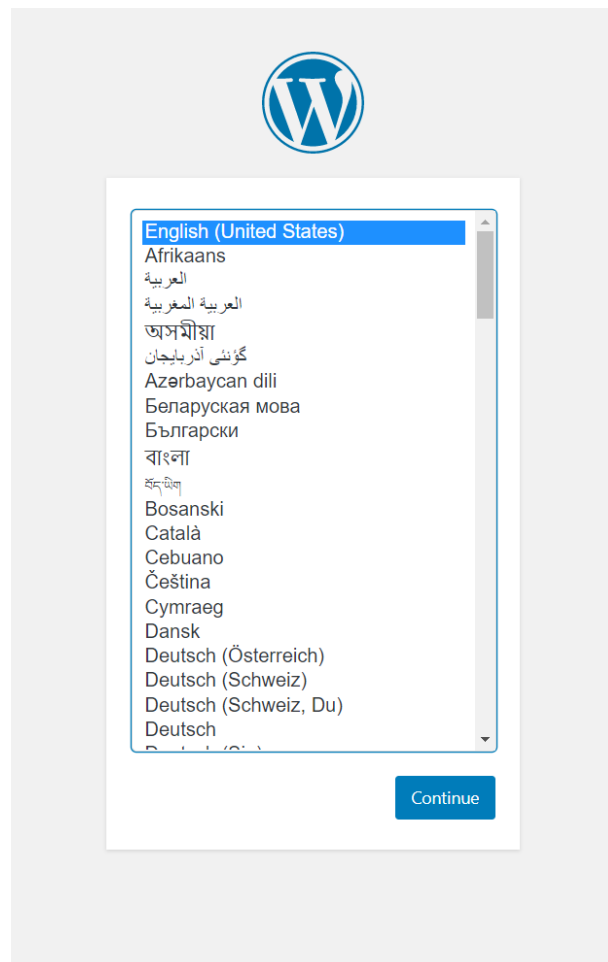 English (United States)
Afrikaans
العربية
العربية المغربية
অসমীয়া
گؤنئی آذربایجان
Azərbaycan dili
Беларуская мова
Български
বাংলা
བོད་ཡིག
Bosanski
Català
Cebuano
Čeština
Cymraeg
Dansk
Deutsch (Österreich)
Deutsch (Schweiz)
Deutsch (Schweiz, Du)
Deutsch
Continue